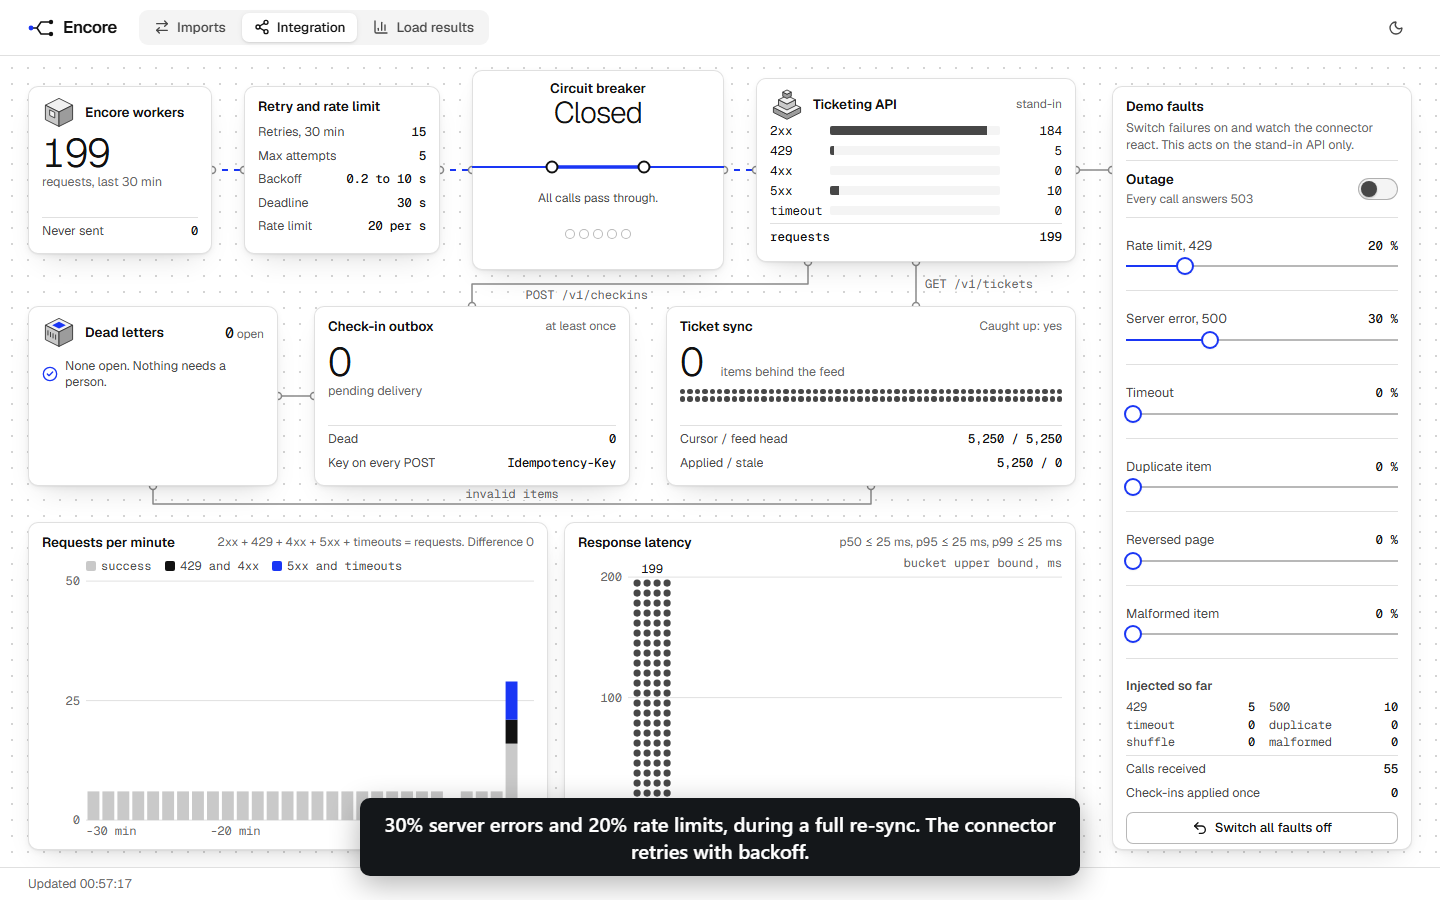 Encore
Imports
Integration
Load results
Encore workers
199
requests, last 30 min
Never sent 0
Retry and rate limit
Retries, 30 min 15
Max attempts 5
Backoff 0.2 to 10 s
Deadline 30 s
Rate limit 20 per s
Circuit breaker
Closed
All calls pass through.
Ticketing API stand-in
2xx 184
429 5
4xx 0
5xx 10
timeout 0
requests 199
Demo faults
Switch failures on and watch the connector
react. This acts on the stand-in API only.
Outage
Every call answers 503
Rate limit, 429 20 %
Server error, 500 30 %
Timeout 0 %
Duplicate item 0 %
Reversed page 0 %
Malformed item 0 %
Injected so far
429 5 500 10
timeout 0 duplicate 0
shuffle 0 malformed 0
Calls received 55
Check-ins applied once 0
Switch all faults off
POST /v1/checkins
GET /v1/tickets
Dead letters 0 open
None open. Nothing needs a
person.
Check-in outbox at least once
0
pending delivery
Dead 0
Key on every POST Idempotency-Key
Ticket sync Caught up: yes
0 items behind the feed
Cursor / feed head 5,250 / 5,250
Applied / stale 5,250 / 0
invalid items
Requests per minute 2xx + 429 + 4xx + 5xx + timeouts = requests. Difference 0
success 429 and 4xx 5xx and timeouts
50
25
0
-30 min -20 min
Response latency p50 ≤ 25 ms, p95 ≤ 25 ms, p99 ≤ 25 ms
bucket upper bound, ms
199
200
100
30% server errors and 20% rate limits, during a full re-sync. The connector
retries with backoff.
Updated 00:57:17